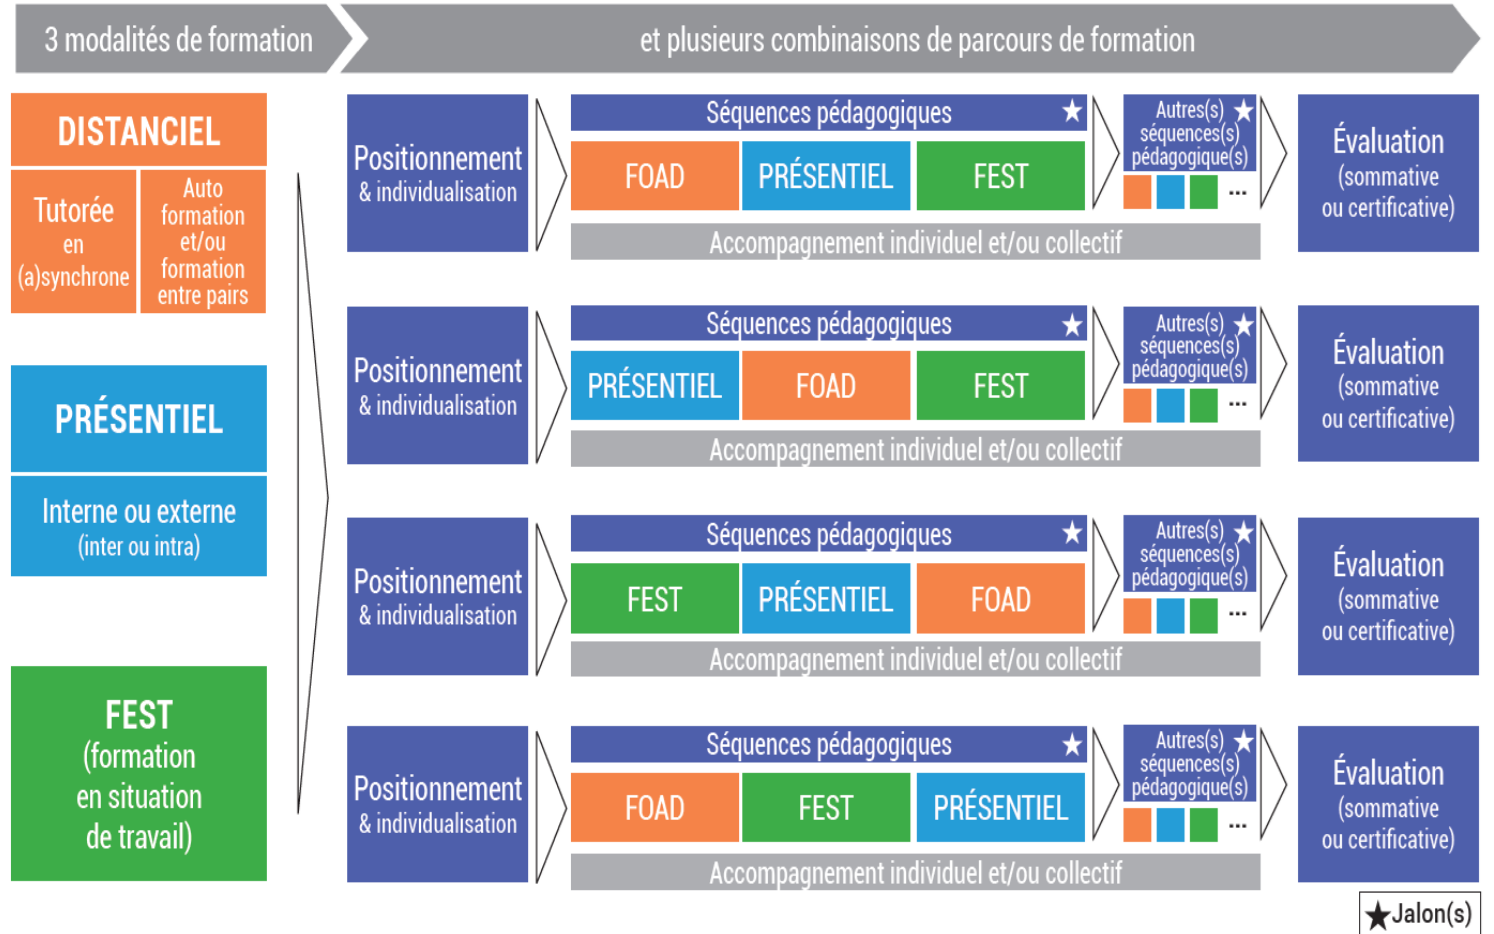 3 modalités de formation
et plusieurs combinaisons de parcours de formation
DISTANCIEL
Tutorée
en
(a)synchrone
Auto
formation
et/ou
formation
entre pairs
PRÉSENTIEL
Interne ou externe
(inter ou intra)
FEST
(formation
en situation
de travail)
Positionnement
& individualisation
Séquences pédagogiques
FOAD
PRÉSENTIEL
FEST
Accompagnement individuel et/ou collectif
Autres(s)
séquences(s)
pédagogique(s)
...
Évaluation
(sommative
ou certificative)
Positionnement
& individualisation
Séquences pédagogiques
PRÉSENTIEL
FOAD
FEST
Accompagnement individuel et/ou collectif
Autres(s)
séquences(s)
pédagogique(s)
...
Évaluation
(sommative
ou certificative)
Positionnement
& individualisation
Séquences pédagogiques
FEST
PRÉSENTIEL
FOAD
Accompagnement individuel et/ou collectif
Autres(s)
séquences(s)
pédagogique(s)
...
Évaluation
(sommative
ou certificative)
Positionnement
& individualisation
Séquences pédagogiques
FOAD
FEST
PRÉSENTIEL
Accompagnement individuel et/ou collectif
Autres(s)
séquences(s)
pédagogique(s)
...
Évaluation
(sommative
ou certificative)
★Jalon(s)